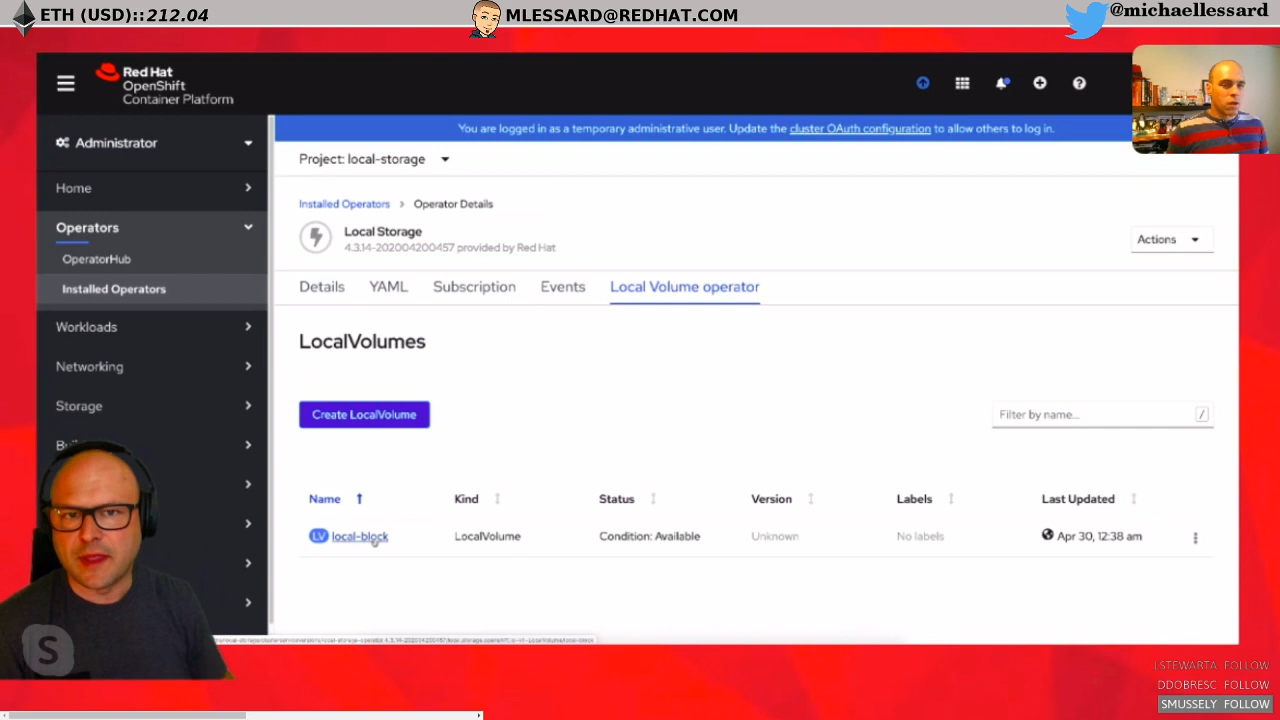 ETH (USD)::212.04
MLESSARD@REDHAT.COM
@michaellessard
Red Hat
OpenShift
Container Platform
You are logged in as a temporary administrative user. Update the cluster OAuth configuration to allow others to log in.
Administrator
Project: local-storage
Home
Installed Operators > Operator Details
Operators
Local Storage
4.3.14-202004200457 provided by Red Hat
Actions
OperatorHub
Installed Operators
Details YAML Subscription Events Local Volume operator
Workloads
LocalVolumes
Networking
Storage
Create LocalVolume
Filter by name... /
Name Kind Status Version Labels Last Updated
LV local-block LocalVolume Condition: Available Unknown No labels Apr 30, 12:38 am
S
LSTEWARTA FOLLOW
DDOBRESC FOLLOW
SMUSSELY FOLLOW